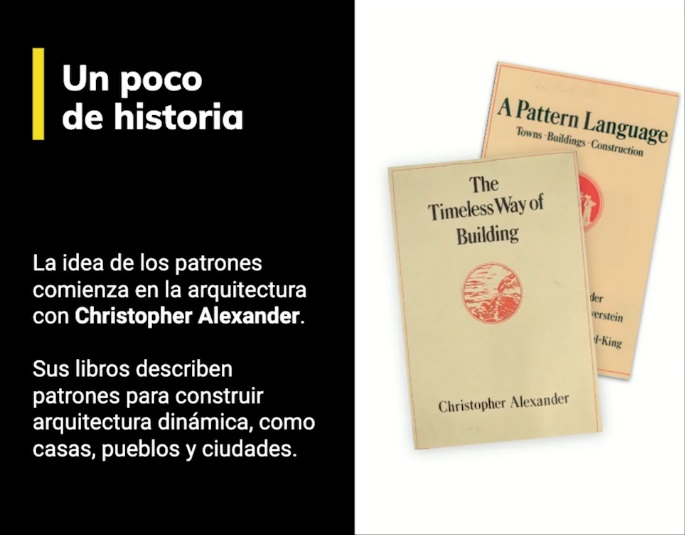 Un poco
de historia
La idea de los patrones
comienza en la arquitectura
con Christopher Alexander.
Sus libros describen
patrones para construir
arquitectura dinámica, como
casas, pueblos y ciudades.
A Pattern Language
Towns · Buildings · Construction
The
Timeless Way of
Building
Christopher Alexander